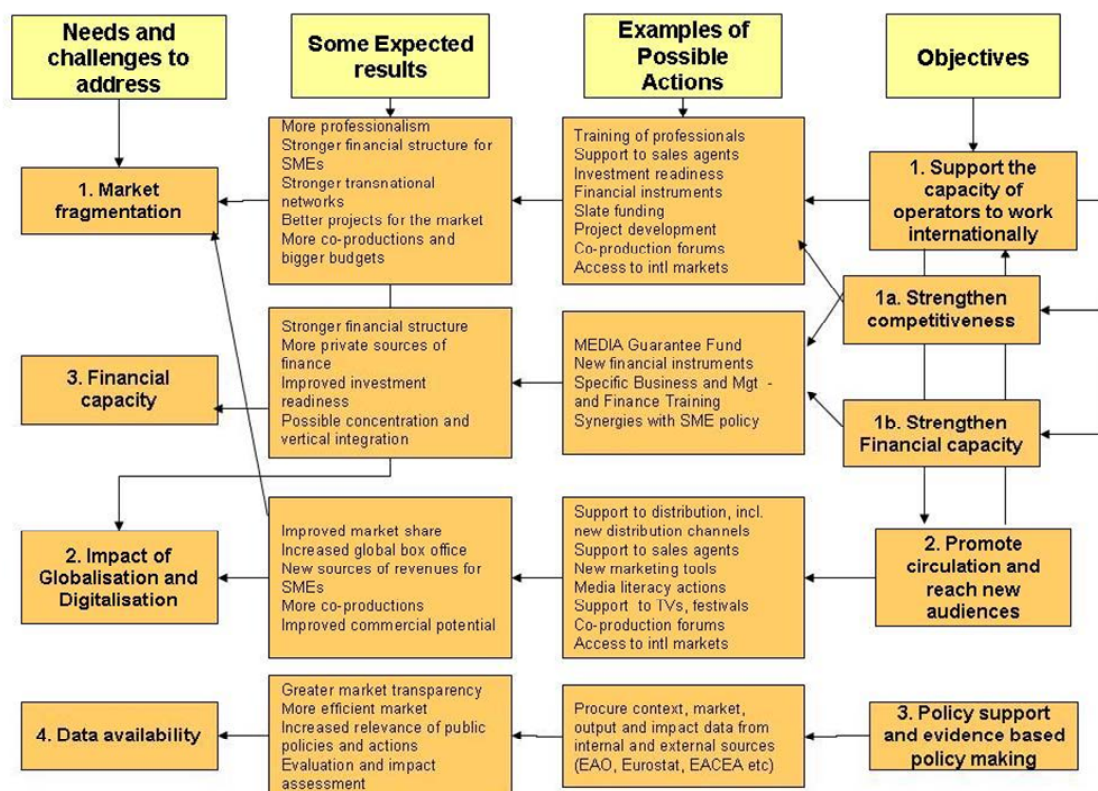 Needs and
challenges to
address
Some Expected
results
Examples of
Possible
Actions
Objectives
1. Market
fragmentation
More professionalism
Stronger financial structure for
SMEs
Stronger transnational
networks
Better projects for the market
More co-productions and
bigger budgets
Training of professionals
Support to sales agents
Investment readiness
Financial instruments
Slate funding
Project development
Co-production forums
Access to intl markets
1. Support the
capacity of
operators to work
internationally
1a. Strengthen
competitiveness
3. Financial
capacity
Stronger financial structure
More private sources of
finance
Improved investment
readiness
Possible concentration and
vertical integration
MEDIA Guarantee Fund
New financial instruments
Specific Business and Mgt -
and Finance Training
Synergies with SME policy
1b. Strengthen
Financial capacity
2. Impact of
Globalisation and
Digitalisation
Improved market share
Increased global box office
New sources of revenues for
SMEs
More co-productions
Improved commercial potential
Support to distribution, incl.
new distribution channels
Support to sales agents
New marketing tools
Media literacy actions
Support to TVs, festivals
Co-production forums
Access to intl markets
2. Promote
circulation and
reach new
audiences
4. Data availability
Greater market transparency
More efficient market
Increased relevance of public
policies and actions
Evaluation and impact
assessment
Procure context, market,
output and impact data from
internal and external sources
(EAO, Eurostat, EACEA etc)
3. Policy support
and evidence based
policy making